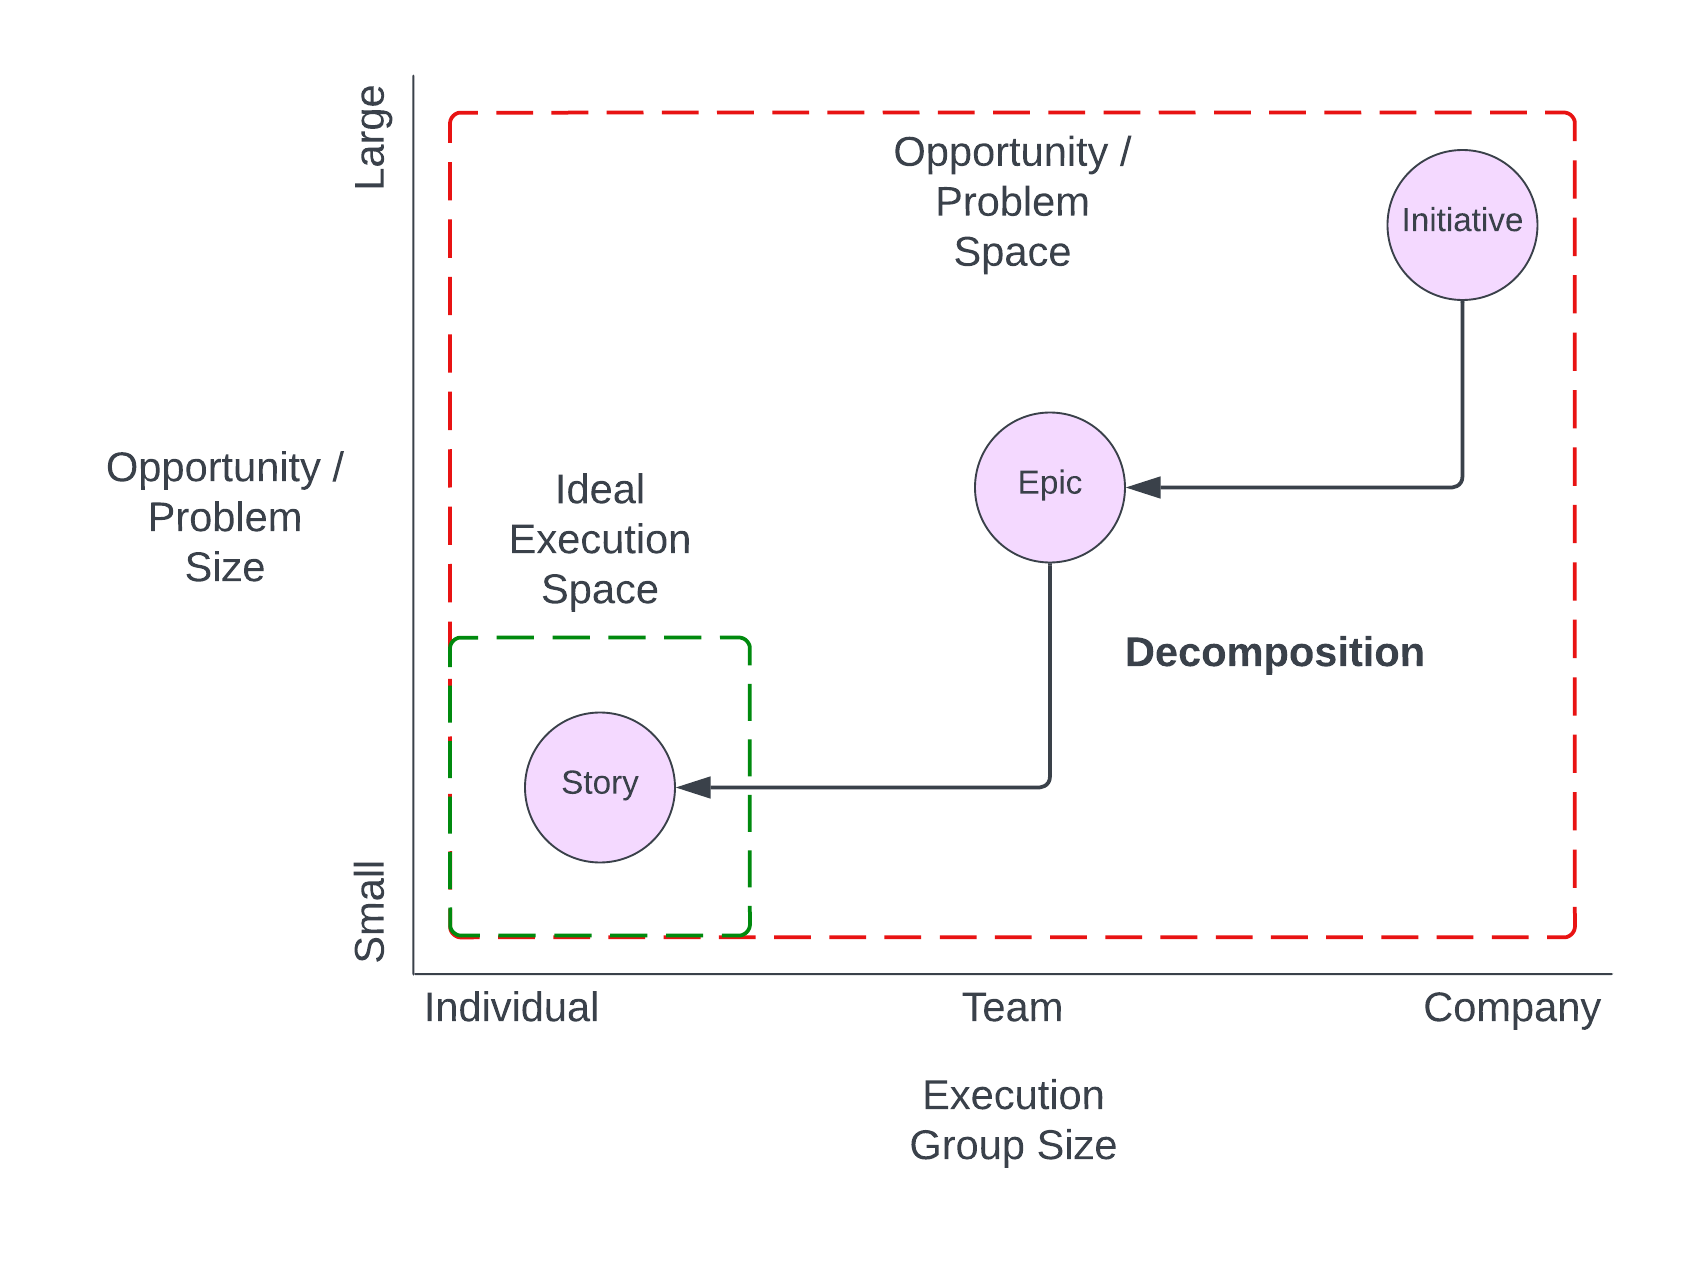 Large
Opportunity /
Problem
Space
Initiative
Opportunity /
Problem
Size
Epic
Ideal
Execution
Space
Decomposition
Story
Small
Individual
Team
Company
Execution
Group Size